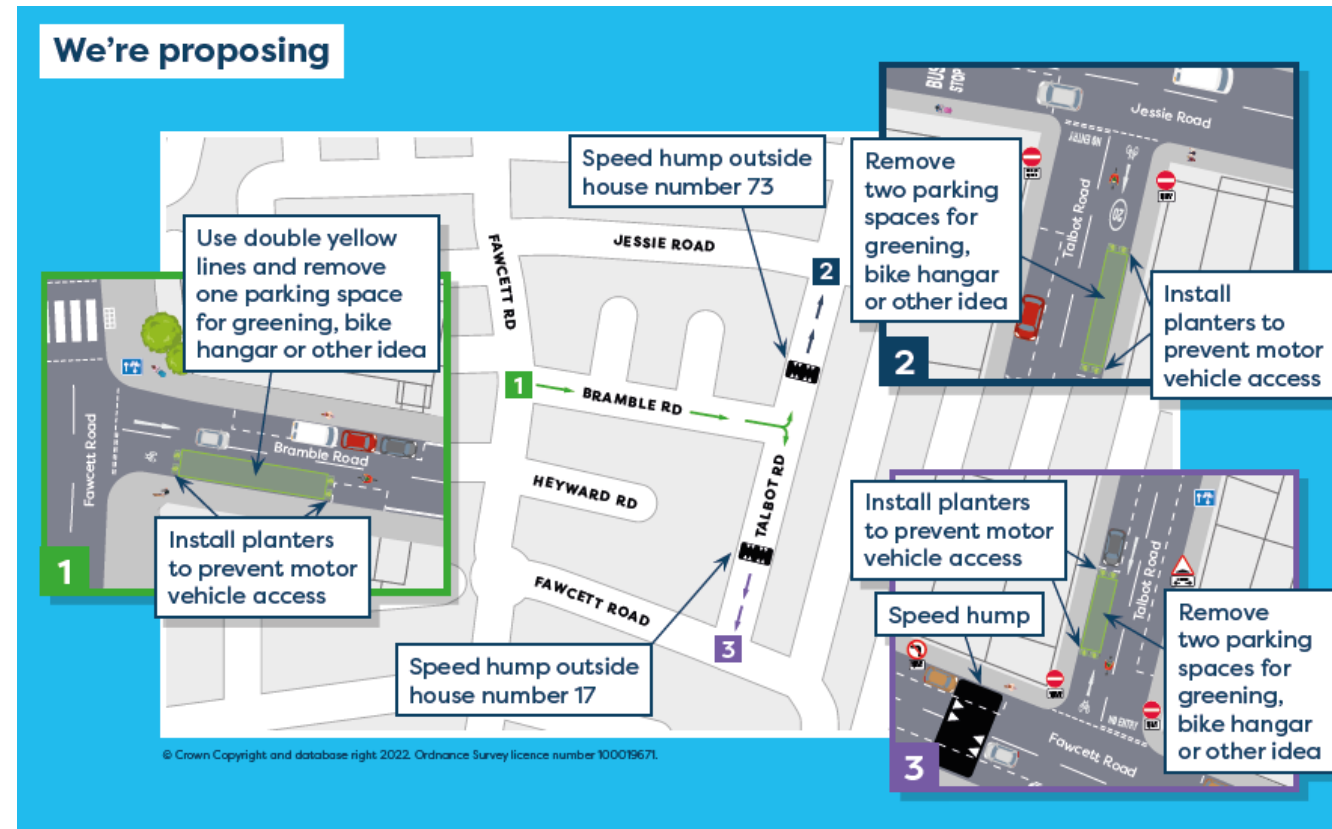 We're proposing
Speed hump outside
house number 73
Use double yellow
lines and remove
one parking space
for greening, bike
hangar or other idea
Fawcett Road
Bramble Road
Install planters
to prevent motor
vehicle access
1
FAWCETT RD
JESSIE ROAD
2
1
BRAMBLE RD
HEYWARD RD
TALBOT RD
FAWCETT ROAD
3
Speed hump outside
house number 17
BUS
STOP
Jessie Road
NO ENTRY
Talbot Road
20
Remove
two parking
spaces for
greening,
bike hangar
or other idea
Install
planters to
prevent motor
vehicle access
2
Install planters
to prevent motor
vehicle access
Speed hump
Talbot Road
NO ENTRY
Fawcett Road
Remove
two parking
spaces for
greening,
bike hangar
or other idea
3
© Crown Copyright and database right 2022. Ordnance Survey licence number 100019671.